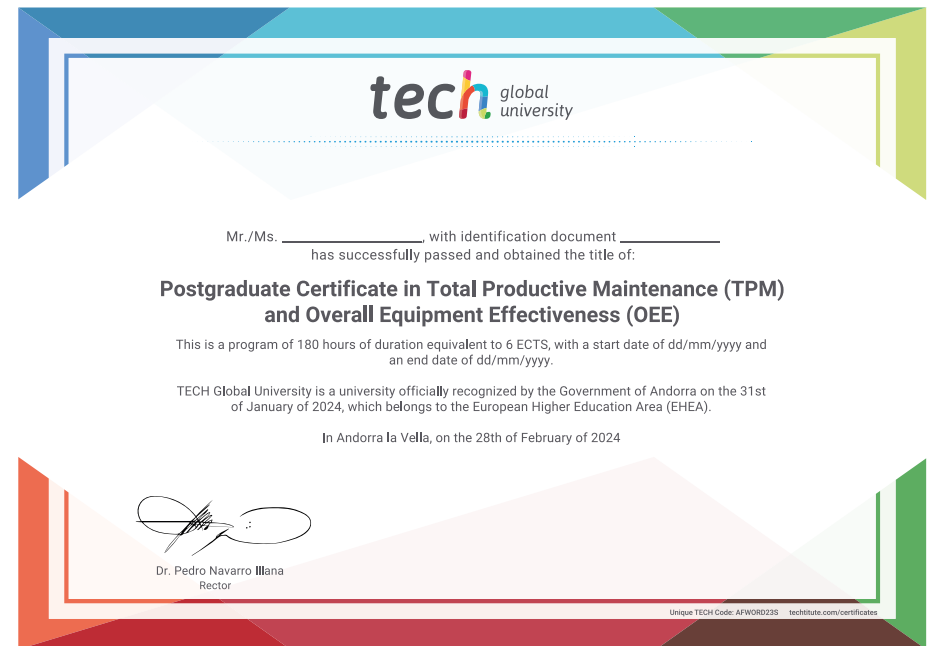 tech global
university
Mr./Ms. ____________, with identification document ____________
has successfully passed and obtained the title of:
Postgraduate Certificate in Total Productive Maintenance (TPM)
and Overall Equipment Effectiveness (OEE)
This is a program of 180 hours of duration equivalent to 6 ECTS, with a start date of dd/mm/yyyy and
an end date of dd/mm/yyyy.
TECH Global University is a university officially recognized by the Government of Andorra on the 31st
of January of 2024, which belongs to the European Higher Education Area (EHEA).
In Andorra la Vella, on the 28th of February of 2024
Dr. Pedro Navarro Illana
Rector
Unique TECH Code: AFWORD23S techtitute.com/certificates